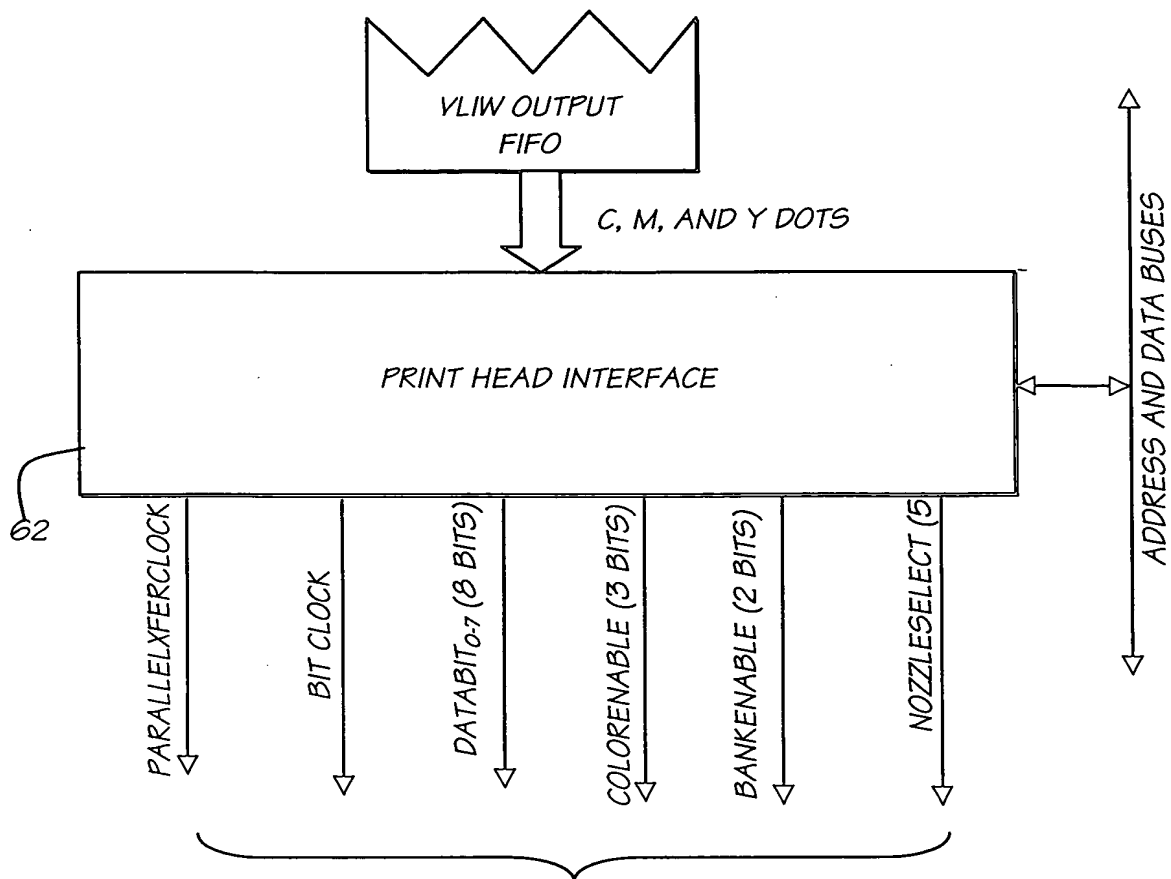 VLIW OUTPUT
FIFO
C, M, AND Y DOTS
PRINT HEAD INTERFACE
ADDRESS AND DATA BUSES
62
PARALLELXFERCLOCK
BIT CLOCK
DATABIT0-7 (8 BITS)
COLORENABLE (3 BITS)
BANKENABLE (2 BITS)
NOZZLESELECT (5